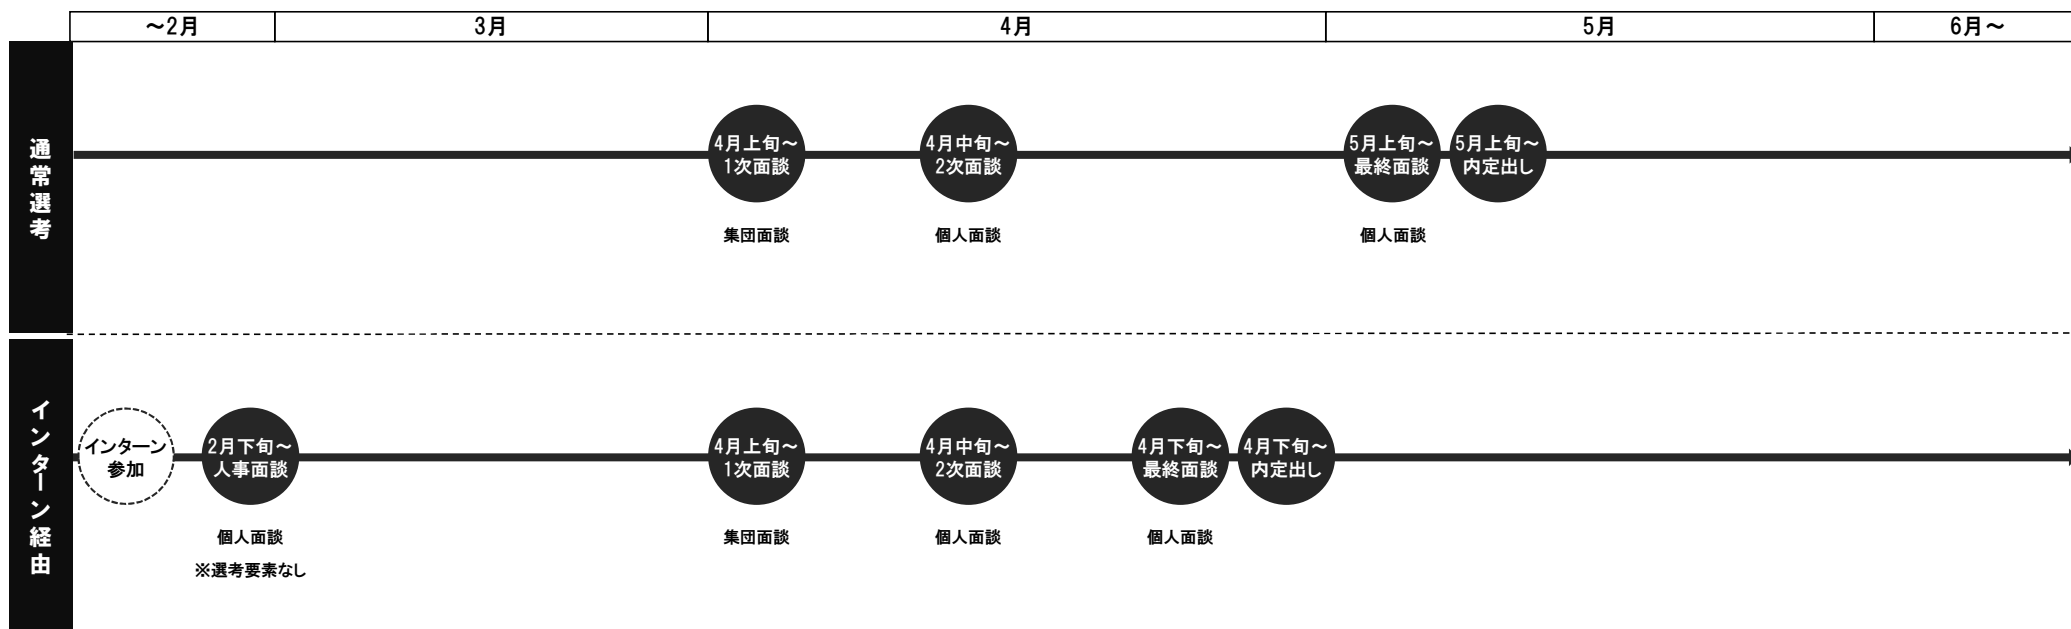 ～2月
3月
4月
5月
6月～
通常選考
4月上旬～
1次面談
4月中旬～
2次面談
5月上旬～
最終面談
5月上旬～
内定出し
集団面談
個人面談
個人面談
インターン経由
インターン
参加
2月下旬～
人事面談
4月上旬～
1次面談
4月中旬～
2次面談
4月下旬～
最終面談
4月下旬～
内定出し
個人面談
集団面談
個人面談
個人面談
※選考要素なし